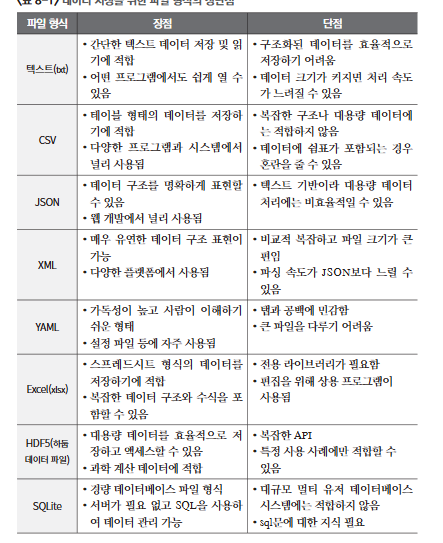 <표 8-1> 데이터 저장을 위한 파일 형식의 장단점
파일 형식 장점 단점
텍스트(txt)
• 간단한 텍스트 데이터 저장 및 읽
기에 적합
• 어떤 프로그램에서도 쉽게 열 수
있음
• 구조화된 데이터를 효율적으로
저장하기 어려움
• 데이터 크기가 커지면 처리 속도
가 느려질 수 있음
CSV
• 테이블 형태의 데이터를 저장하
기에 적합
• 다양한 프로그램과 시스템에서
널리 사용됨
• 복잡한 구조나 대용량 데이터에
는 적합하지 않음
• 데이터에 쉼표가 포함되는 경우
혼란을 줄 수 있음
JSON
• 데이터 구조를 명확하게 표현할
수 있음
• 웹 개발에서 널리 사용됨
• 텍스트 기반이라 대용량 데이터
처리에는 비효율적일 수 있음
XML
• 매우 유연한 데이터 구조 표현이
가능
• 다양한 플랫폼에서 사용됨
• 비교적 복잡하고 파일 크기가 큰
편임
• 파싱 속도가 JSON보다 느릴 수
있음
YAML
• 가독성이 높고 사람이 이해하기
쉬운 형태
• 설정 파일 등에 자주 사용됨
• 탭과 공백에 민감함
• 큰 파일을 다루기 어려움
Excel(xlsx)
• 스프레드시트 형식의 데이터를
저장하기에 적합
• 복잡한 데이터 구조와 수식을 포
함할 수 있음
• 전용 라이브러리가 필요함
• 편집을 위해 상용 프로그램이
사용됨
HDF5(하둡
데이터 파일)
• 대용량 데이터를 효율적으로 저
장하고 액세스할 수 있음
• 과학 계산 데이터에 적합
• 복잡한 API
• 특정 사용 사례에만 적합할 수
있음
SQLite
• 경량 데이터베이스 파일 형식
• 서버가 필요 없고 SQL을 사용하
여 데이터 관리 가능
• 대규모 멀티 유저 데이터베이스
시스템에는 적합하지 않음
• sql문에 대한 지식 필요